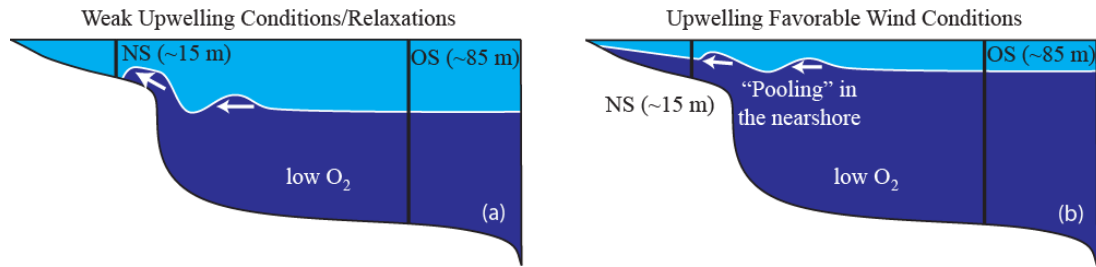 Weak Upwelling Conditions/Relaxations
NS (~15 m)
OS (~85 m)
low O₂
(a)
Upwelling Favorable Wind Conditions
OS (~85 m)
NS (~15 m)
“Pooling” in
the nearshore
low O₂
(b)